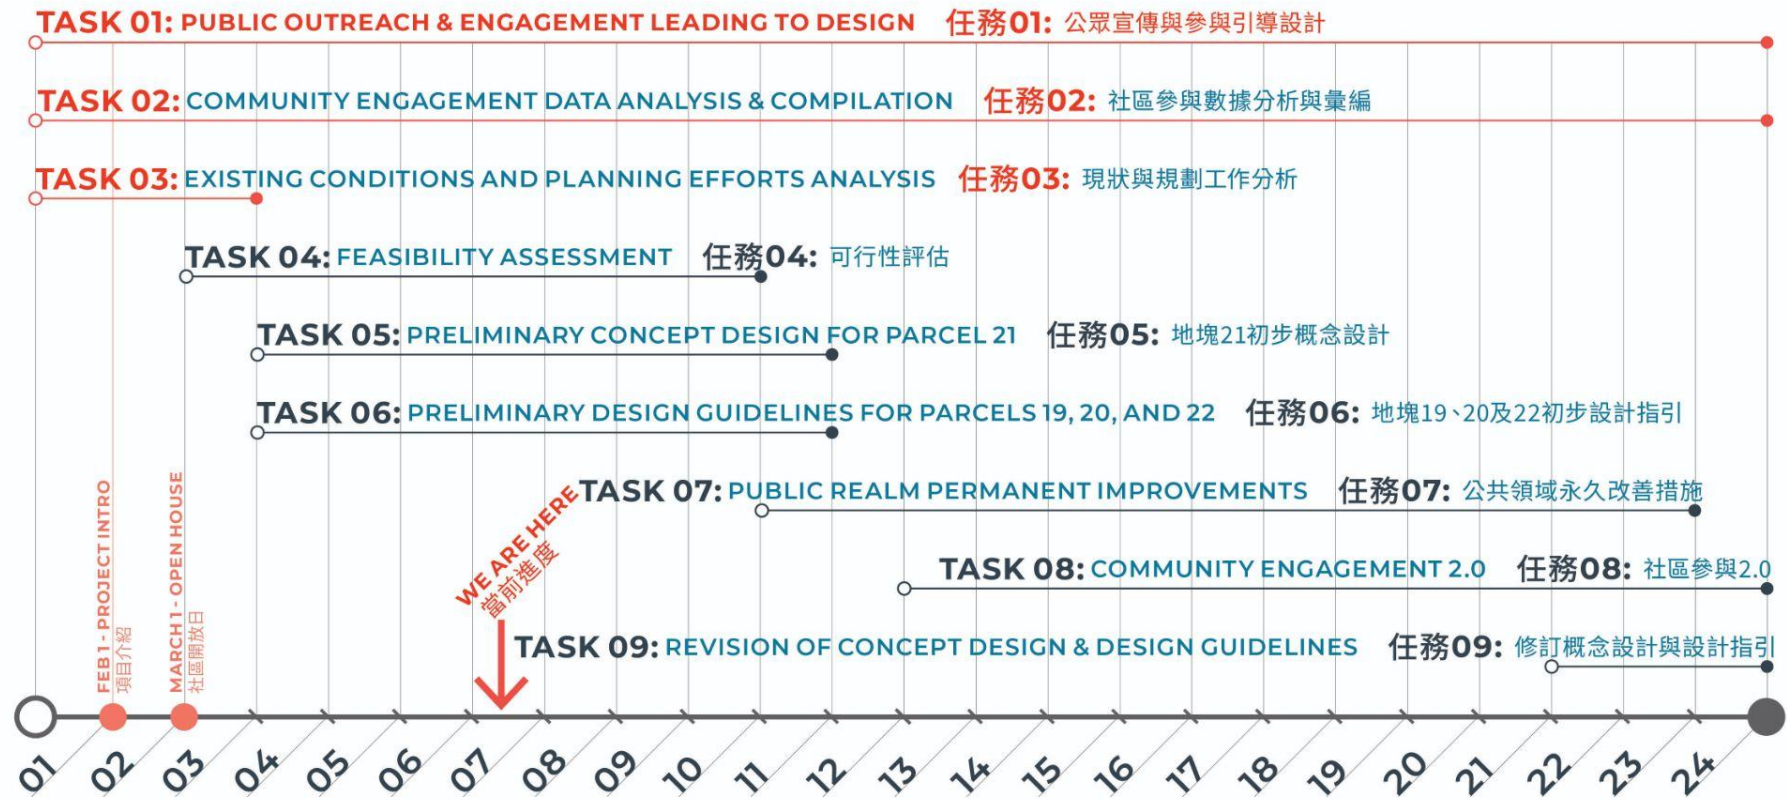 TASK 01: PUBLIC OUTREACH & ENGAGEMENT LEADING TO DESIGN 任務01: 公眾宣傳與參與引導設計
TASK 02: COMMUNITY ENGAGEMENT DATA ANALYSIS & COMPILATION 任務02: 社區參與數據分析與彙編
TASK 03: EXISTING CONDITIONS AND PLANNING EFFORTS ANALYSIS 任務03: 現狀與規劃工作分析
TASK 04: FEASIBILITY ASSESSMENT 任務04: 可行性評估
TASK 05: PRELIMINARY CONCEPT DESIGN FOR PARCEL 21 任務05: 地塊21初步概念設計
TASK 06: PRELIMINARY DESIGN GUIDELINES FOR PARCELS 19, 20, AND 22 任務06: 地塊19、20及22初步設計指引
TASK 07: PUBLIC REALM PERMANENT IMPROVEMENTS 任務07: 公共領域永久改善措施
TASK 08: COMMUNITY ENGAGEMENT 2.0 任務08: 社區參與2.0
TASK 09: REVISION OF CONCEPT DESIGN & DESIGN GUIDELINES 任務09: 修訂概念設計與設計指引
FEB 1 - PROJECT INTRO
項目介紹
MARCH 1 - OPEN HOUSE
社區開放日
WE ARE HERE
當前進度
01 02 03 04 05 06 07 08 09 10 11 12 13 14 15 16 17 18 19 20 21 22 23 24